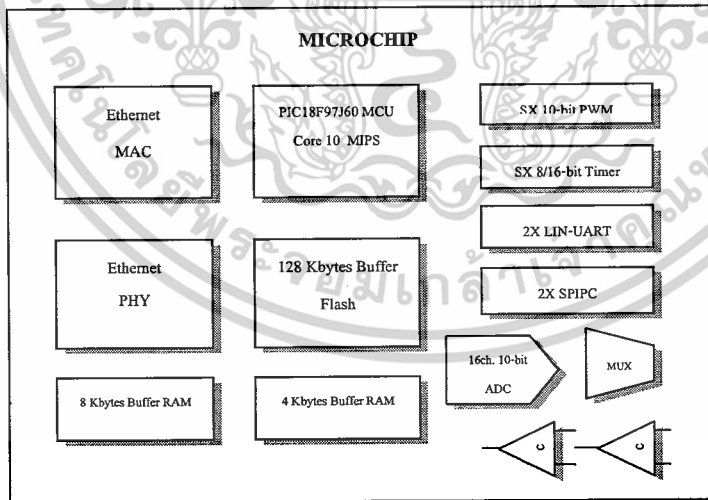 MICROCHIP
Ethernet
MAC
PIC18F97J60 MCU
Core 10 MIPS
SX 10-bit PWM
SX 8/16-bit Timer
2X LIN-UART
2X SPIPC
Ethernet
PHY
128 Kbytes Buffer
Flash
16ch. 10-bit
ADC
MUX
8 Kbytes Buffer RAM
4 Kbytes Buffer RAM
C
C